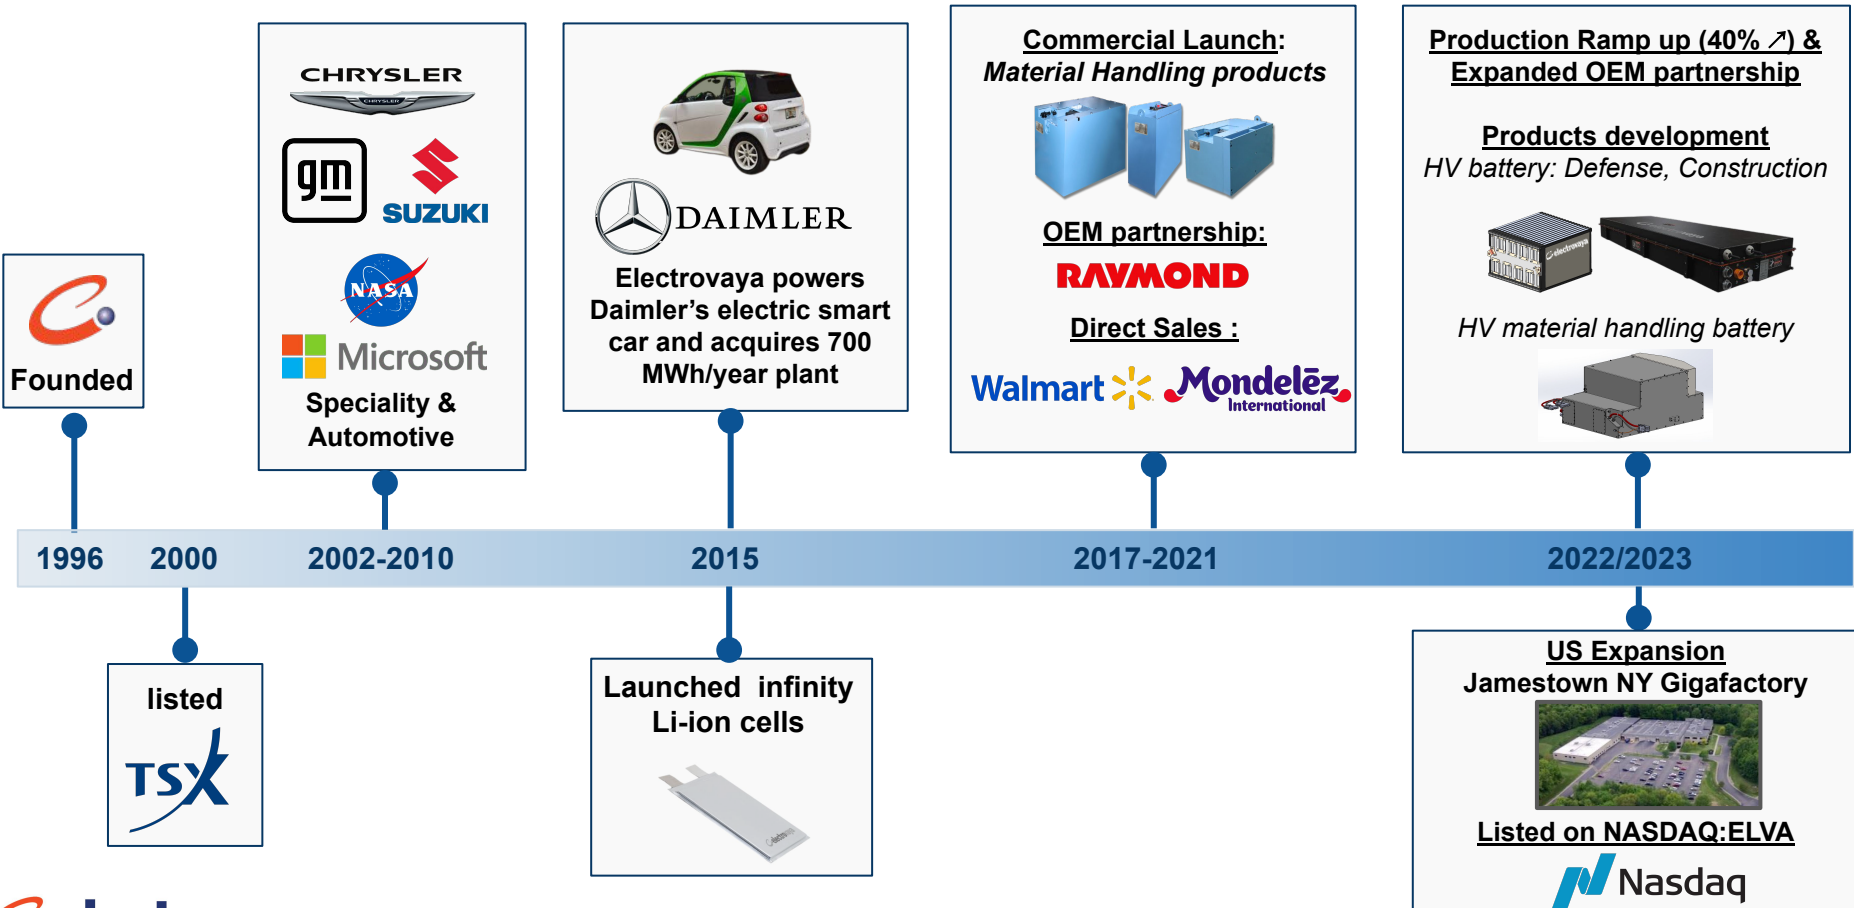 Founded
CHRYSLER
CHRYSLER
gm
SUZUKI
NASA
Microsoft
Speciality &
Automotive
DAIMLER
Electrovaya powers
Daimler’s electric smart
car and acquires 700
MWh/year plant
Commercial Launch:
Material Handling products
OEM partnership:
RAYMOND
Direct Sales :
Walmart
Mondelēz
International
Production Ramp up (40% ↗) &
Expanded OEM partnership
Products development
HV battery: Defense, Construction
electrovaya
HV material handling battery
1996
2000
2002-2010
2015
2017-2021
2022/2023
listed
TSX
Launched infinity
Li-ion cells
electrovaya
US Expansion
Jamestown NY Gigafactory
Listed on NASDAQ:ELVA
Nasdaq